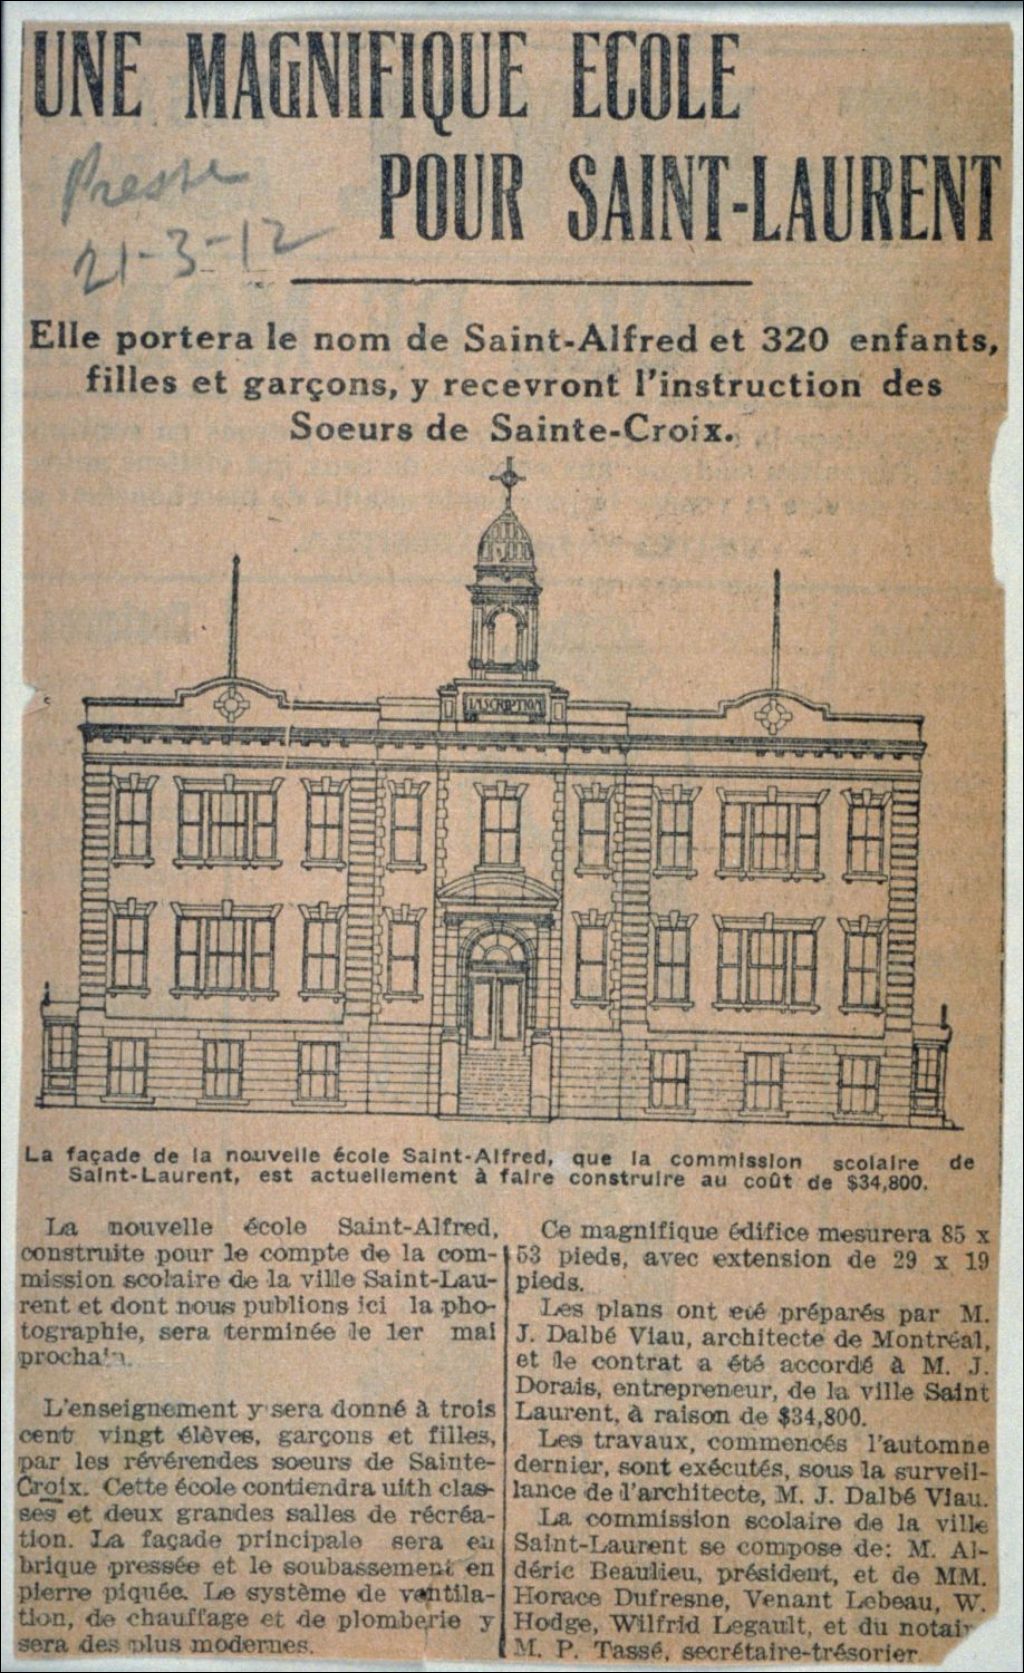 UNE MAGNIFIQUE ECOLE
POUR SAINT-LAURENT
Presse
21-3-12
Elle portera le nom de Saint-Alfred et 320 enfants,
filles et garçons, y recevront l'instruction des
Soeurs de Sainte-Croix.
INSCRIPTION
La façade de la nouvelle école Saint-Alfred, que la commission scolaire de
Saint-Laurent, est actuellement à faire construire au coût de $34,800.
La nouvelle école Saint-Alfred,
construite pour le compte de la com-
mission scolaire de la ville Saint-Lau-
rent et dont nous publions ici la pho-
tographie, sera terminée le 1er mai
prochain.
L'enseignement y sera donné à trois
cent vingt élèves, garçons et filles,
par les révérendes soeurs de Sainte-
Croix. Cette école contiendra uith clas-
ses et deux grandes salles de récréa-
tion. La façade principale sera en
brique pressée et le soubassement en
pierre piquée. Le système de ventila-
tion, de chauffage et de plomberie y
sera des plus modernes.
Ce magnifique édifice mesurera 85 x
53 pieds, avec extension de 29 x 19
pieds.
Les plans ont été préparés par M.
J. Dalbé Viau, architecte de Montréal,
et le contrat a été accordé à M. J.
Dorais, entrepreneur, de la ville Saint
Laurent, à raison de $34,800.
Les travaux, commencés l'automne
dernier, sont exécutés, sous la surveil-
lance de l'architecte, M. J. Dalbé Viau.
La commission scolaire de la ville
Saint-Laurent se compose de: M. Al-
déric Beaulieu, président, et de MM.
Horace Dufresne, Venant Lebeau, W.
Hodge, Wilfrid Legault, et du notair
M. P. Tassé, secrétaire-trésorier.